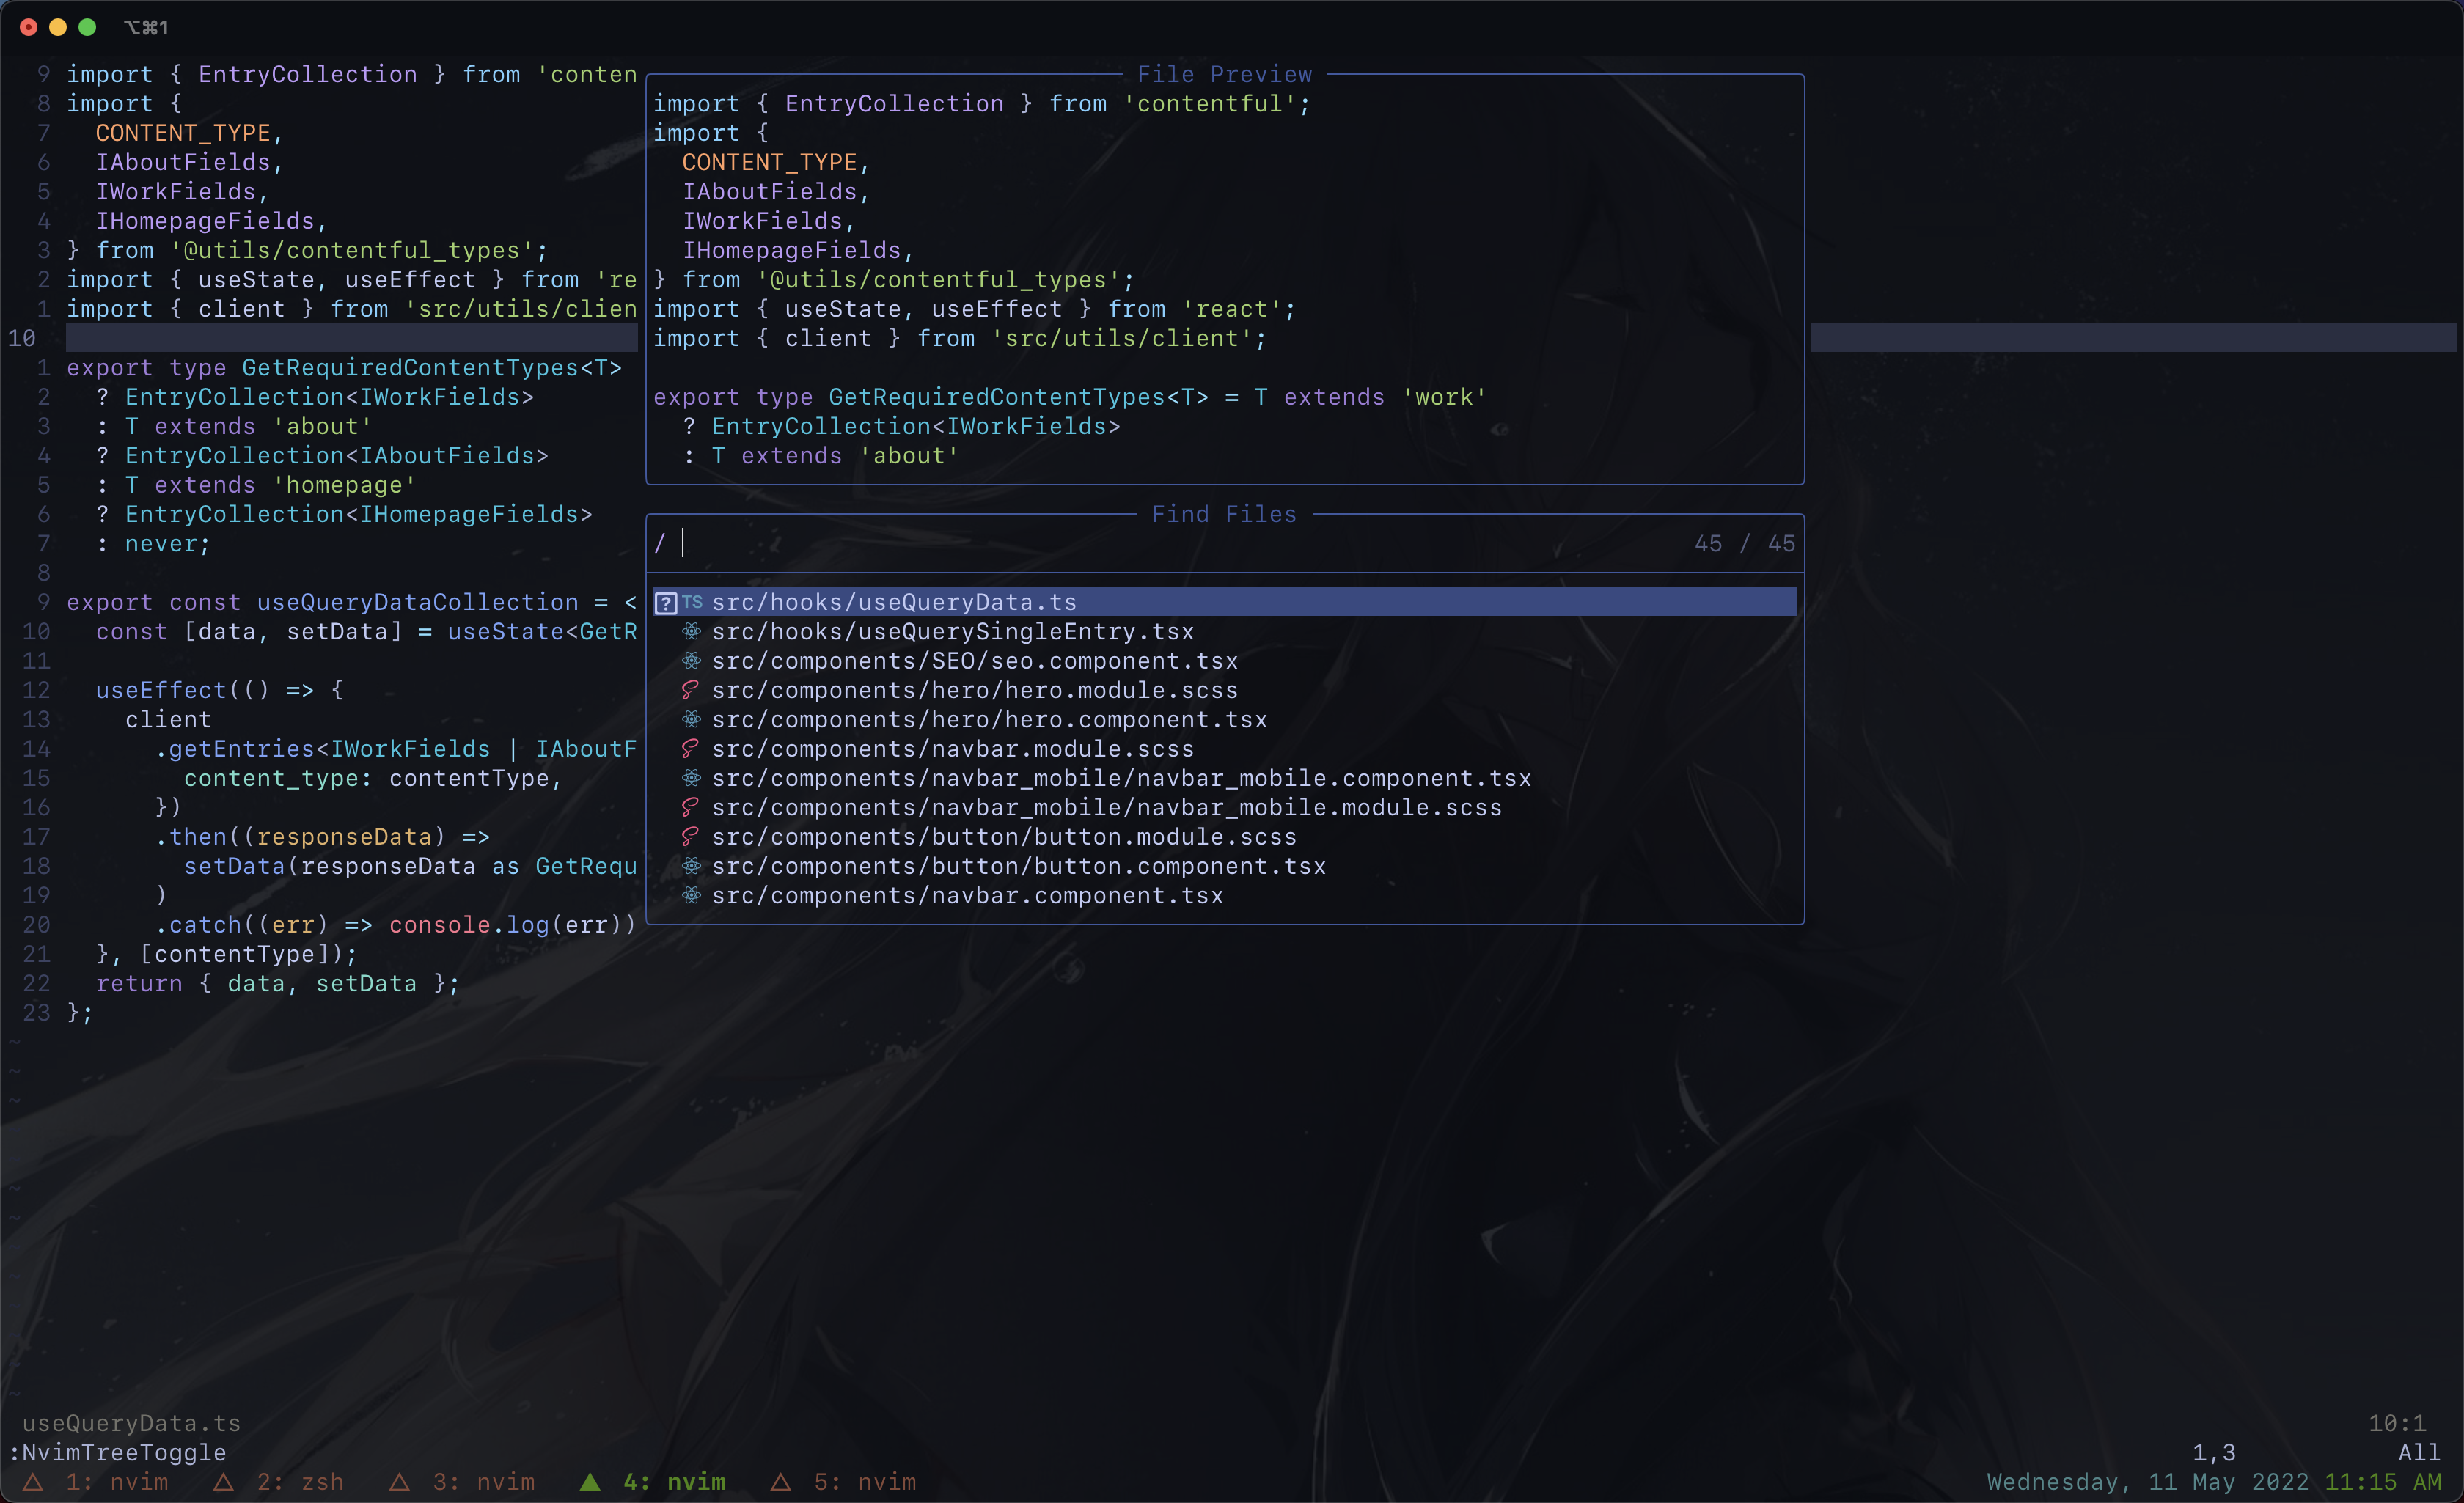 ⌥⌘1
9 import { EntryCollection } from 'conten
8 import {
7 CONTENT_TYPE,
6 IAboutFields,
5 IWorkFields,
4 IHomepageFields,
3 } from '@utils/contentful_types';
2 import { useState, useEffect } from 're
1 import { client } from 'src/utils/clien
10
1 export type GetRequiredContentTypes<T>
2 ? EntryCollection<IWorkFields>
3 : T extends 'about'
4 ? EntryCollection<IAboutFields>
5 : T extends 'homepage'
6 ? EntryCollection<IHomepageFields>
7 : never;
8
9 export const useQueryDataCollection = <
10 const [data, setData] = useState<GetR
11
12 useEffect(() => {
13 client
14 .getEntries<IWorkFields | IAboutF
15 content_type: contentType,
16 })
17 .then((responseData) =>
18 setData(responseData as GetRequ
19 )
20 .catch((err) => console.log(err))
21 }, [contentType]);
22 return { data, setData };
23 };
~
~
~
~
~
~
~
~
File Preview
import { EntryCollection } from 'contentful';
import {
CONTENT_TYPE,
IAboutFields,
IWorkFields,
IHomepageFields,
} from '@utils/contentful_types';
import { useState, useEffect } from 'react';
import { client } from 'src/utils/client';
export type GetRequiredContentTypes<T> = T extends 'work'
? EntryCollection<IWorkFields>
: T extends 'about'
Find Files
/ 45 / 45
? TS src/hooks/useQueryData.ts
src/hooks/useQuerySingleEntry.tsx
src/components/SEO/seo.component.tsx
src/components/hero/hero.module.scss
src/components/hero/hero.component.tsx
src/components/navbar.module.scss
src/components/navbar_mobile/navbar_mobile.component.tsx
src/components/navbar_mobile/navbar_mobile.module.scss
src/components/button/button.module.scss
src/components/button/button.component.tsx
src/components/navbar.component.tsx
useQueryData.ts 10:1
:NvimTreeToggle 1,3 All
△ 1: nvim △ 2: zsh △ 3: nvim ▲ 4: nvim △ 5: nvim Wednesday, 11 May 2022 11:15 AM